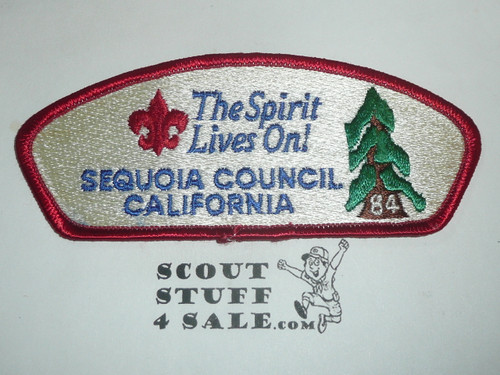 The Spirit
Lives On!
SEQUOIA COUNCIL
CALIFORNIA
84
SCOUT
STUFF
4 SALE.com